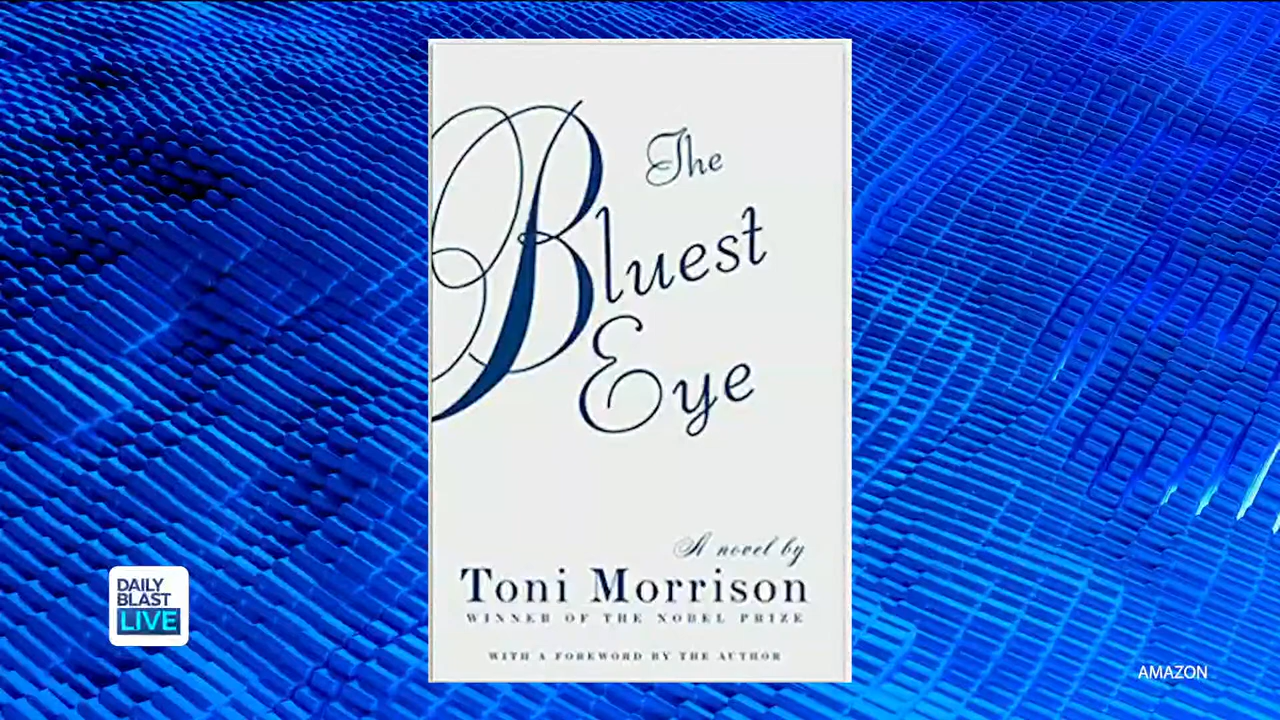 The
Bluest
Eye
A novel by
Toni Morrison
WINNER OF THE NOBEL PRIZE
WITH A FOREWORD BY THE AUTHOR
DAILY
BLAST
LIVE
AMAZON